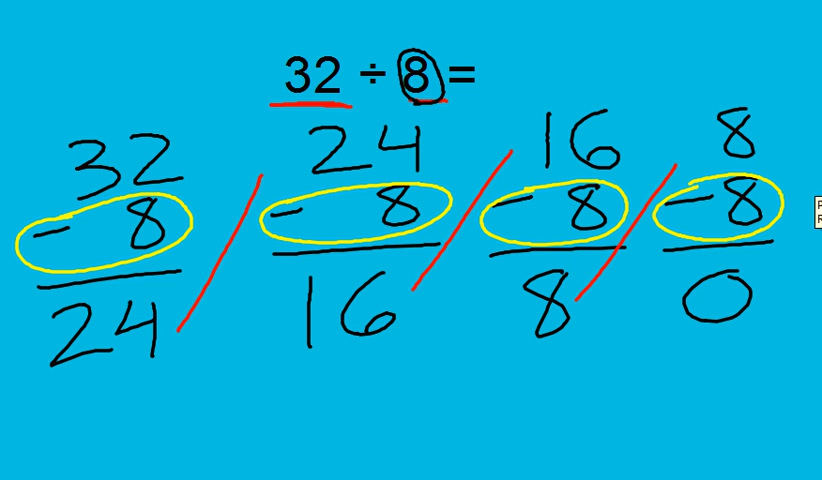 32 ÷ 8 =
32 24 16 8
- 8 - 8 - 8 - 8
24 16 8 0
P
R